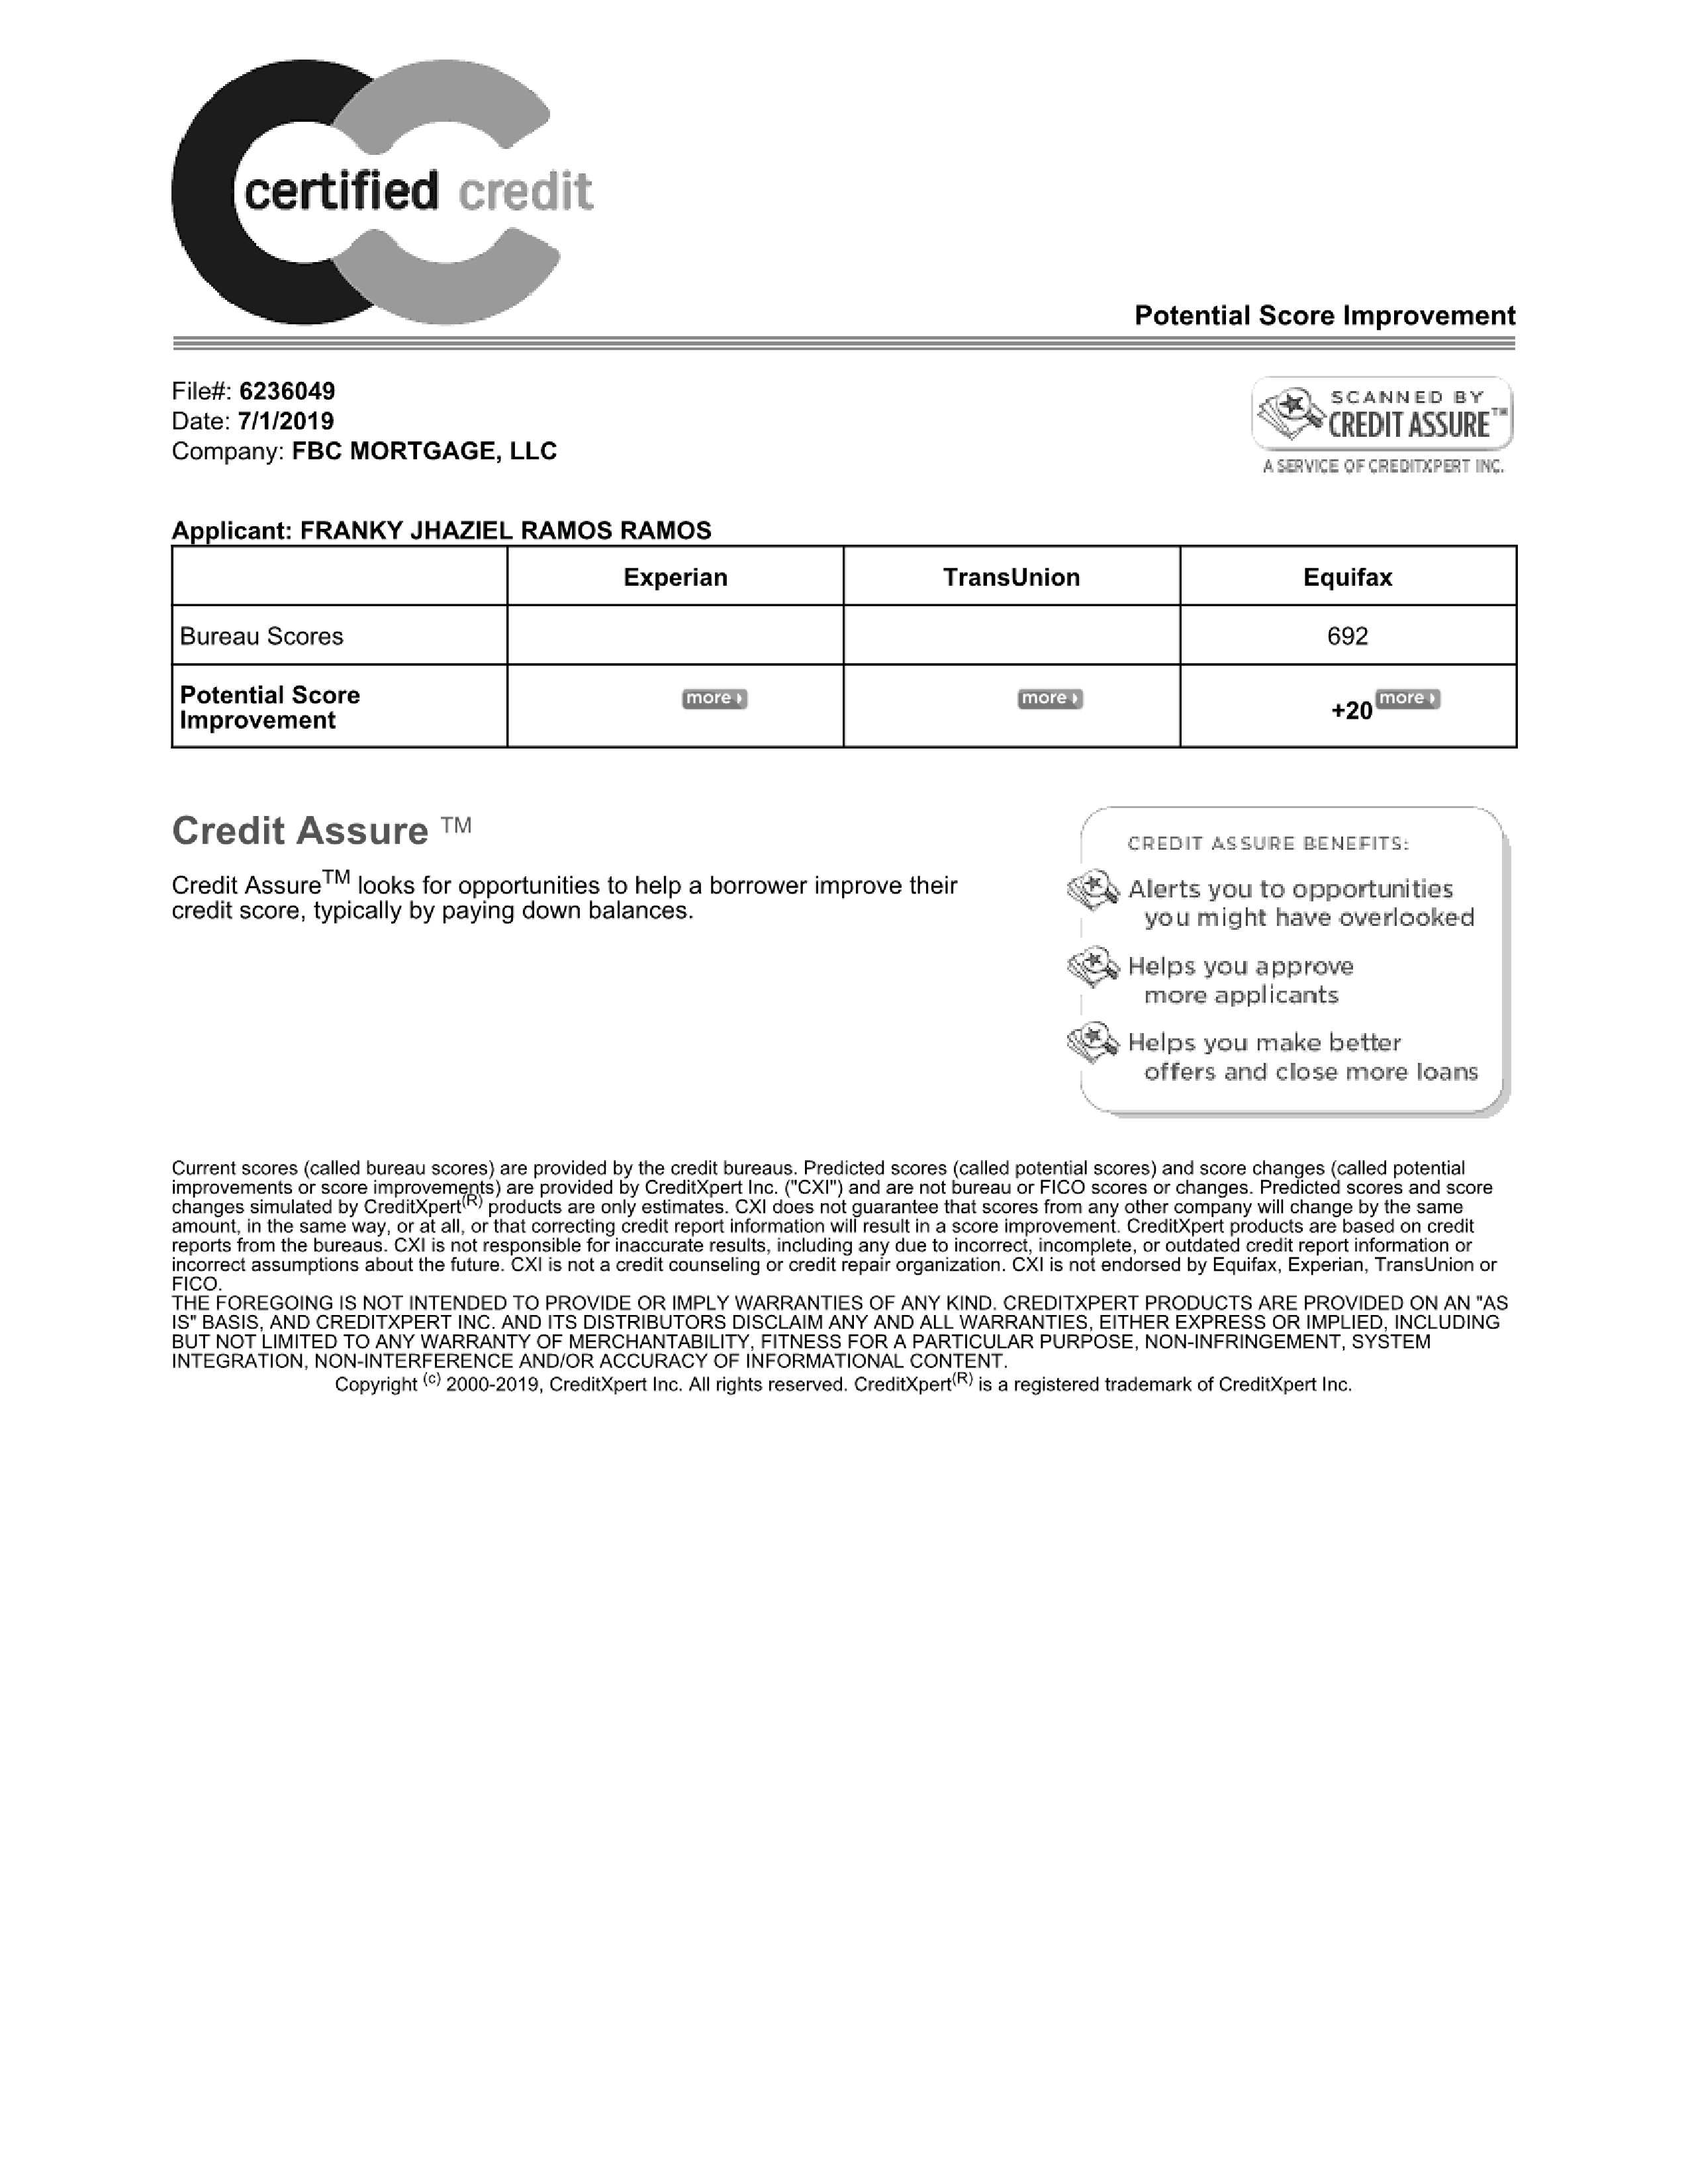 certified credit
Potential Score Improvement
File#: 6236049
Date: 7/1/2019
Company: FBC MORTGAGE, LLC
SCANNED BY
CREDIT ASSURE™
A SERVICE OF CREDITXPERT INC.
Applicant: FRANKY JHAZIEL RAMOS RAMOS
Experian TransUnion Equifax
Bureau Scores 692
Potential Score
Improvement
more more +20 more
Credit Assure ™
Credit Assure™ looks for opportunities to help a borrower improve their
credit score, typically by paying down balances.
CREDIT ASSURE BENEFITS:
Alerts you to opportunities
you might have overlooked
Helps you approve
more applicants
Helps you make better
offers and close more loans
Current scores (called bureau scores) are provided by the credit bureaus. Predicted scores (called potential scores) and score changes (called potential
improvements or score improvements) are provided by CreditXpert Inc. ("CXI") and are not bureau or FICO scores or changes. Predicted scores and score
changes simulated by CreditXpert(R) products are only estimates. CXI does not guarantee that scores from any other company will change by the same
amount, in the same way, or at all, or that correcting credit report information will result in a score improvement. CreditXpert products are based on credit
reports from the bureaus. CXI is not responsible for inaccurate results, including any due to incorrect, incomplete, or outdated credit report information or
incorrect assumptions about the future. CXI is not a credit counseling or credit repair organization. CXI is not endorsed by Equifax, Experian, TransUnion or
FICO.
THE FOREGOING IS NOT INTENDED TO PROVIDE OR IMPLY WARRANTIES OF ANY KIND. CREDITXPERT PRODUCTS ARE PROVIDED ON AN "AS
IS" BASIS, AND CREDITXPERT INC. AND ITS DISTRIBUTORS DISCLAIM ANY AND ALL WARRANTIES, EITHER EXPRESS OR IMPLIED, INCLUDING
BUT NOT LIMITED TO ANY WARRANTY OF MERCHANTABILITY, FITNESS FOR A PARTICULAR PURPOSE, NON-INFRINGEMENT, SYSTEM
INTEGRATION, NON-INTERFERENCE AND/OR ACCURACY OF INFORMATIONAL CONTENT.
Copyright (c) 2000-2019, CreditXpert Inc. All rights reserved. CreditXpert(R) is a registered trademark of CreditXpert Inc.